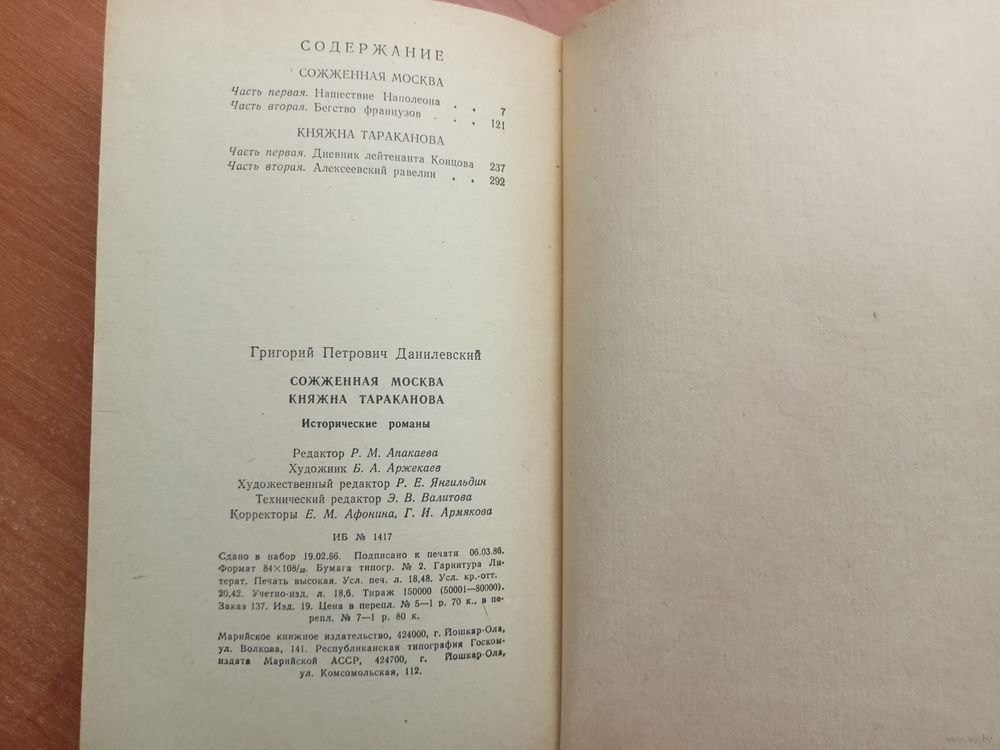 СОДЕРЖАНИЕ
СОЖЖЕННАЯ МОСКВА
Часть первая. Нашествие Наполеона . . 7
Часть вторая. Бегство французов . . . 121
КНЯЖНА ТАРАКАНОВА
Часть первая. Дневник лейтенанта Концова 237
Часть вторая. Алексеевский равелин . . 292
Григорий Петрович Данилевский
СОЖЖЕННАЯ МОСКВА
КНЯЖНА ТАРАКАНОВА
Исторические романы
Редактор Р. М. Апакаева
Художник Б. А. Аржекаев
Художественный редактор Р. Е. Янгильдин
Технический редактор Э. В. Валитова
Корректоры Е. М. Афонина, Г. И. Армякова
ИБ № 1417
Сдано в набор 19.02.86. Подписано к печати 06.03.86.
Формат 84×108/32. Бумага типогр. № 2. Гарнитура Ли-
терат. Печать высокая. Усл. печ. л. 18,48. Усл. кр.-отт.
20,42. Учетно-изд. л. 18,6. Тираж 150000 (50001—80000).
Заказ 137. Изд. 19. Цена в перепл. № 5—1 р. 70 к., в пе-
репл. № 7—1 р. 80 к.
Марийское книжное издательство, 424000, г. Йошкар-Ола,
ул. Волкова, 141. Республиканская типография Госком-
издата Марийской АССР, 424700, г. Йошкар-Ола,
ул. Комсомольская, 112.
www.ay.by